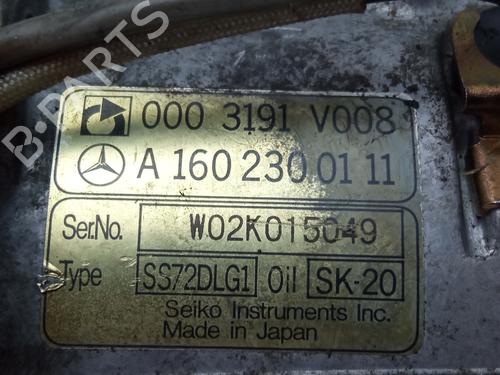 B-PARTS
000 3191 V008
A 160 230 01 11
Ser.No. W02K015049
Type SS72DLG1 Oil SK-20
Seiko Instruments Inc.
Made in Japan